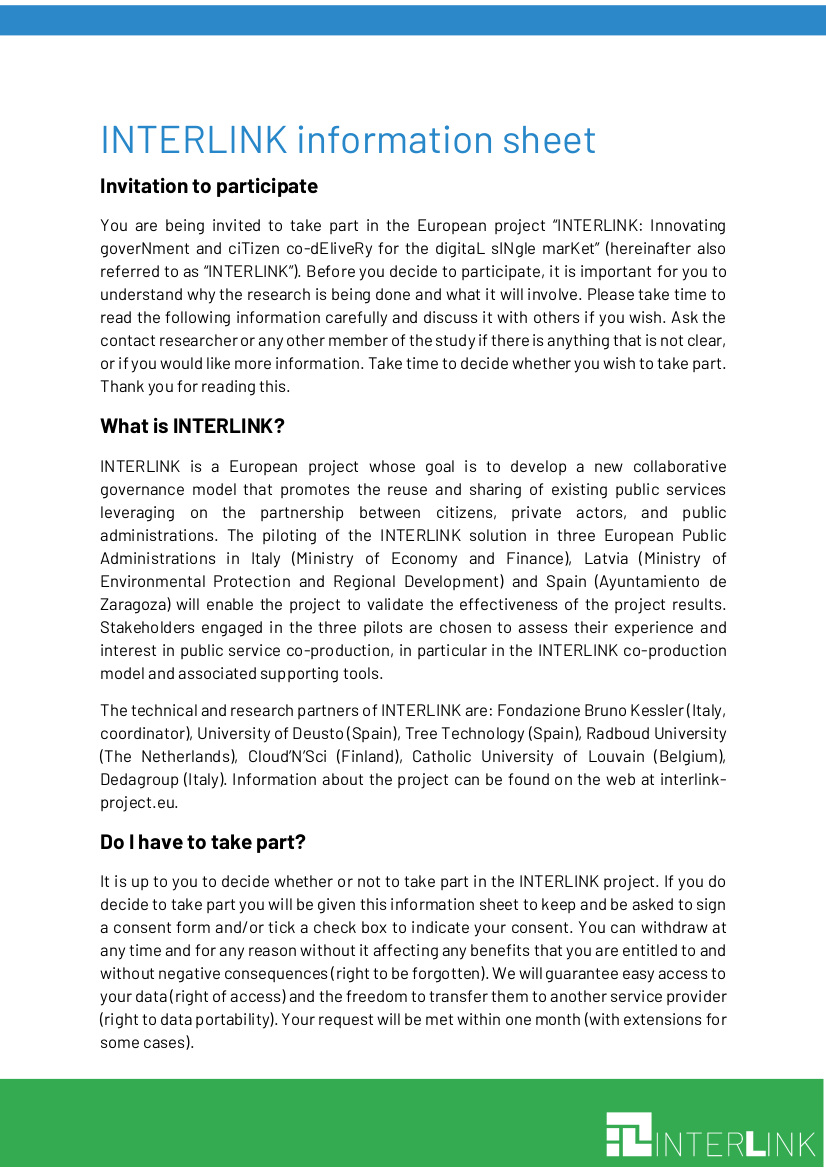 INTERLINK information sheet
Invitation to participate
You are being invited to take part in the European project “INTERLINK: Innovating
goverNment and ciTizen co-dEliveRy for the digitaL sINgle marKet” (hereinafter also
referred to as “INTERLINK”). Before you decide to participate, it is important for you to
understand why the research is being done and what it will involve. Please take time to
read the following information carefully and discuss it with others if you wish. Ask the
contact researcher or any other member of the study if there is anything that is not clear,
or if you would like more information. Take time to decide whether you wish to take part.
Thank you for reading this.
What is INTERLINK?
INTERLINK is a European project whose goal is to develop a new collaborative
governance model that promotes the reuse and sharing of existing public services
leveraging on the partnership between citizens, private actors, and public
administrations. The piloting of the INTERLINK solution in three European Public
Administrations in Italy (Ministry of Economy and Finance), Latvia (Ministry of
Environmental Protection and Regional Development) and Spain (Ayuntamiento de
Zaragoza) will enable the project to validate the effectiveness of the project results.
Stakeholders engaged in the three pilots are chosen to assess their experience and
interest in public service co-production, in particular in the INTERLINK co-production
model and associated supporting tools.
The technical and research partners of INTERLINK are: Fondazione Bruno Kessler (Italy,
coordinator), University of Deusto (Spain), Tree Technology (Spain), Radboud University
(The Netherlands), Cloud’N’Sci (Finland), Catholic University of Louvain (Belgium),
Dedagroup (Italy). Information about the project can be found on the web at interlink-
project.eu.
Do I have to take part?
It is up to you to decide whether or not to take part in the INTERLINK project. If you do
decide to take part you will be given this information sheet to keep and be asked to sign
a consent form and/or tick a check box to indicate your consent. You can withdraw at
any time and for any reason without it affecting any benefits that you are entitled to and
without negative consequences (right to be forgotten). We will guarantee easy access to
your data (right of access) and the freedom to transfer them to another service provider
(right to data portability). Your request will be met within one month (with extensions for
some cases).
INTERLINK